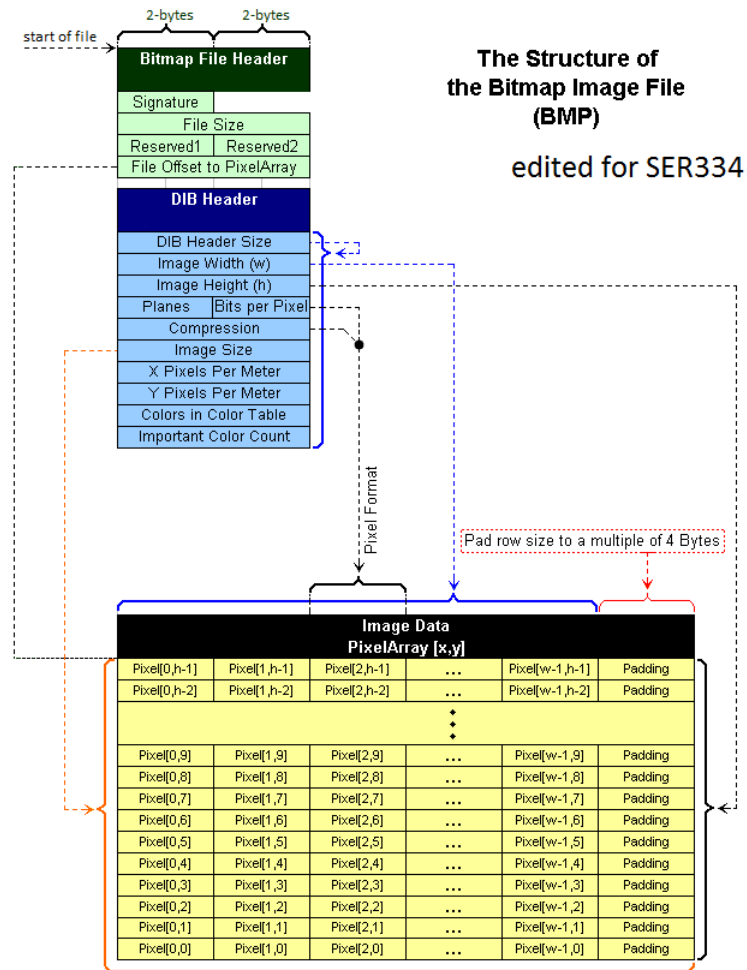 2-bytes 2-bytes
start of file
Bitmap File Header
The Structure of
the Bitmap Image File
(BMP)
edited for SER334
Signature
File Size
Reserved1 Reserved2
File Offset to PixelArray
DIB Header
DIB Header Size
Image Width (w)
Image Height (h)
Planes Bits per Pixel
Compression
Image Size
X Pixels Per Meter
Y Pixels Per Meter
Colors in Color Table
Important Color Count
Pixel Format
Pad row size to a multiple of 4 Bytes
Image Data
PixelArray [x,y]
Pixel[0,h-1] Pixel[1,h-1] Pixel[2,h-1] ... Pixel[w-1,h-1] Padding
Pixel[0,h-2] Pixel[1,h-2] Pixel[2,h-2] ... Pixel[w-1,h-2] Padding
Pixel[0,9] Pixel[1,9] Pixel[2,9] ... Pixel[w-1,9] Padding
Pixel[0,8] Pixel[1,8] Pixel[2,8] ... Pixel[w-1,8] Padding
Pixel[0,7] Pixel[1,7] Pixel[2,7] ... Pixel[w-1,7] Padding
Pixel[0,6] Pixel[1,6] Pixel[2,6] ... Pixel[w-1,6] Padding
Pixel[0,5] Pixel[1,5] Pixel[2,5] ... Pixel[w-1,5] Padding
Pixel[0,4] Pixel[1,4] Pixel[2,4] ... Pixel[w-1,4] Padding
Pixel[0,3] Pixel[1,3] Pixel[2,3] ... Pixel[w-1,3] Padding
Pixel[0,2] Pixel[1,2] Pixel[2,2] ... Pixel[w-1,2] Padding
Pixel[0,1] Pixel[1,1] Pixel[2,1] ... Pixel[w-1,1] Padding
Pixel[0,0] Pixel[1,0] Pixel[2,0] ... Pixel[w-1,0] Padding